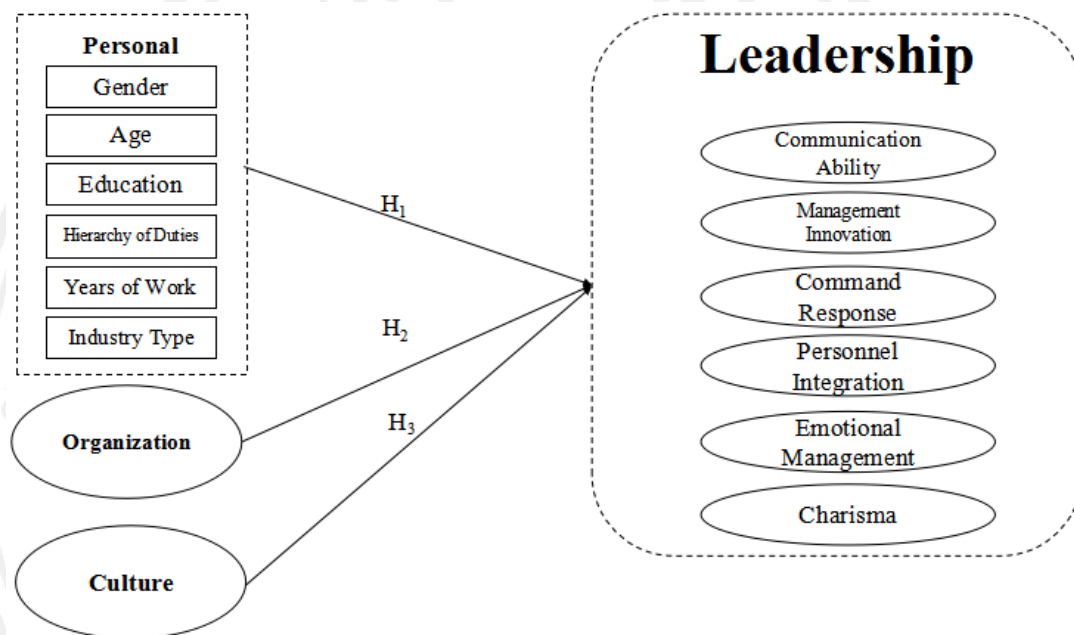 Personal
Gender
Age
Education
Hierarchy of Duties
Years of Work
Industry Type
Organization
Culture
H1
H2
H3
Leadership
Communication
Ability
Management
Innovation
Command
Response
Personnel
Integration
Emotional
Management
Charisma